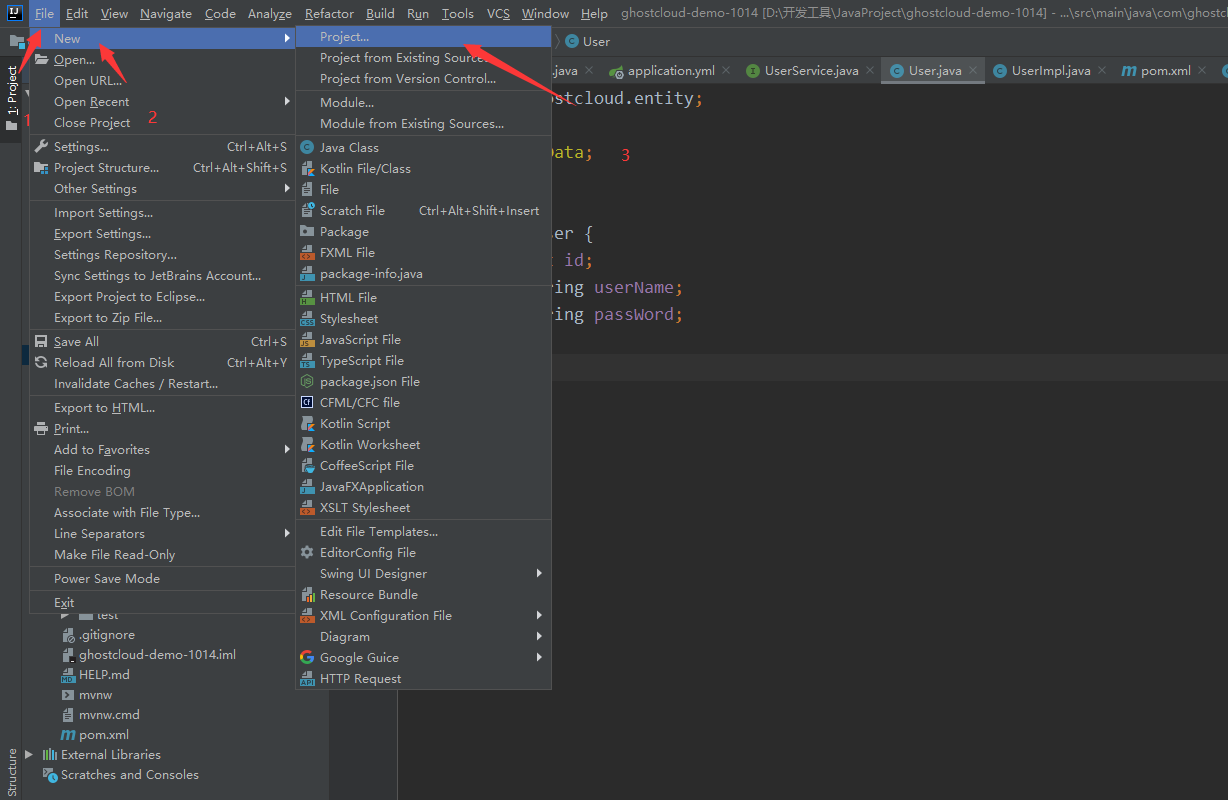 File Edit View Navigate Code Analyze Refactor Build Run Tools VCS Window Help ghostcloud-demo-1014 [D:\开发工具\JavaProject\ghostcloud-demo-1014] - ...\src\main\java\com\ghostc
User
.java application.yml UserService.java User.java UserImpl.java pom.xml
1: Project
Structure
New
Open...
Open URL...
Open Recent
Close Project
Settings... Ctrl+Alt+S
Project Structure... Ctrl+Alt+Shift+S
Other Settings
Import Settings...
Export Settings...
Settings Repository...
Sync Settings to JetBrains Account...
Export Project to Eclipse...
Export to Zip File...
Save All Ctrl+S
Reload All from Disk Ctrl+Alt+Y
Invalidate Caches / Restart...
Export to HTML...
Print...
Add to Favorites
File Encoding
Remove BOM
Associate with File Type...
Line Separators
Make File Read-Only
Power Save Mode
Exit
1
2
3
Project...
Project from Existing Source
Project from Version Control...
Module...
Module from Existing Sources...
Java Class
Kotlin File/Class
File
Scratch File Ctrl+Alt+Shift+Insert
Package
FXML File
package-info.java
HTML File
Stylesheet
JavaScript File
TypeScript File
package.json File
CFML/CFC file
Kotlin Script
Kotlin Worksheet
CoffeeScript File
JavaFXApplication
XSLT Stylesheet
Edit File Templates...
EditorConfig File
Swing UI Designer
Resource Bundle
XML Configuration File
Diagram
Google Guice
HTTP Request
stcloud.entity;
ata;
ser {
t id;
ring userName;
ring passWord;
test
.gitignore
ghostcloud-demo-1014.iml
HELP.md
mvnw
mvnw.cmd
pom.xml
External Libraries
Scratches and Consoles